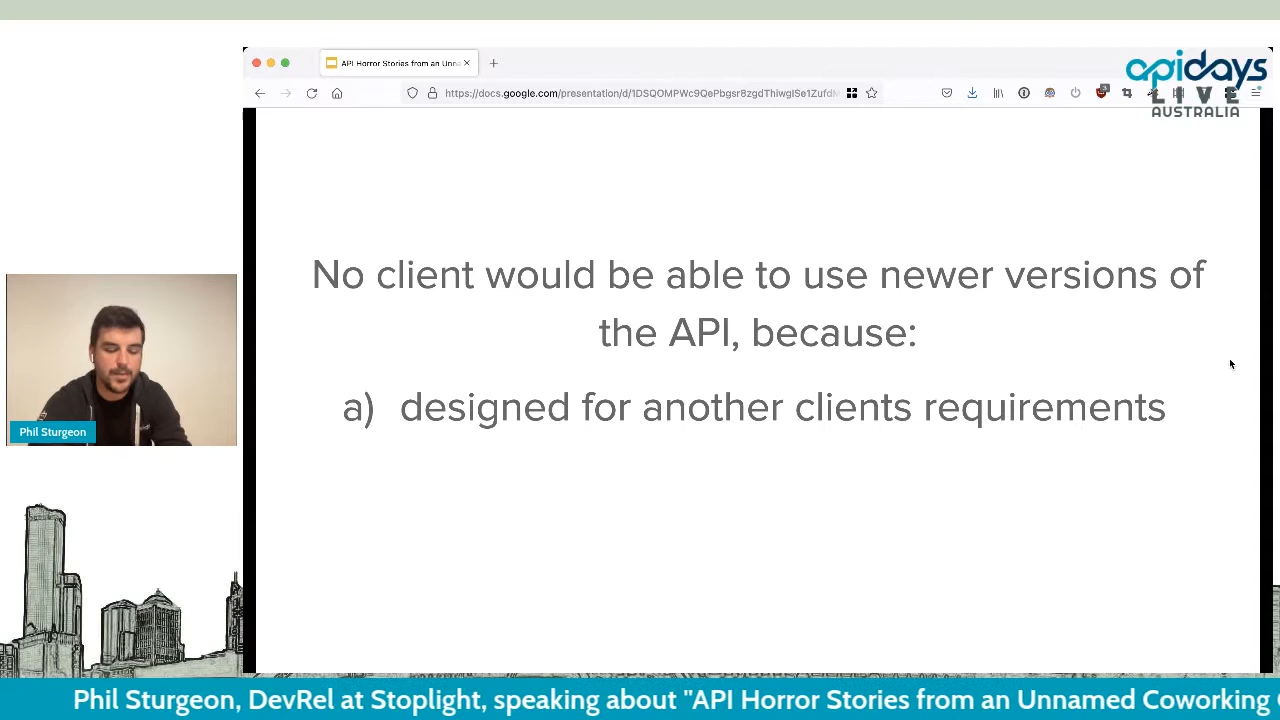 API Horror Stories from an Unna
https://docs.google.com/presentation/d/1DSQOMPWc9QePbgsr8zgdThiwgISe1ZufdM
apidays
LIVE
AUSTRALIA
No client would be able to use newer versions of
the API, because:
a) designed for another clients requirements
Phil Sturgeon
Phil Sturgeon, DevRel at Stoplight, speaking about "API Horror Stories from an Unnamed Coworking